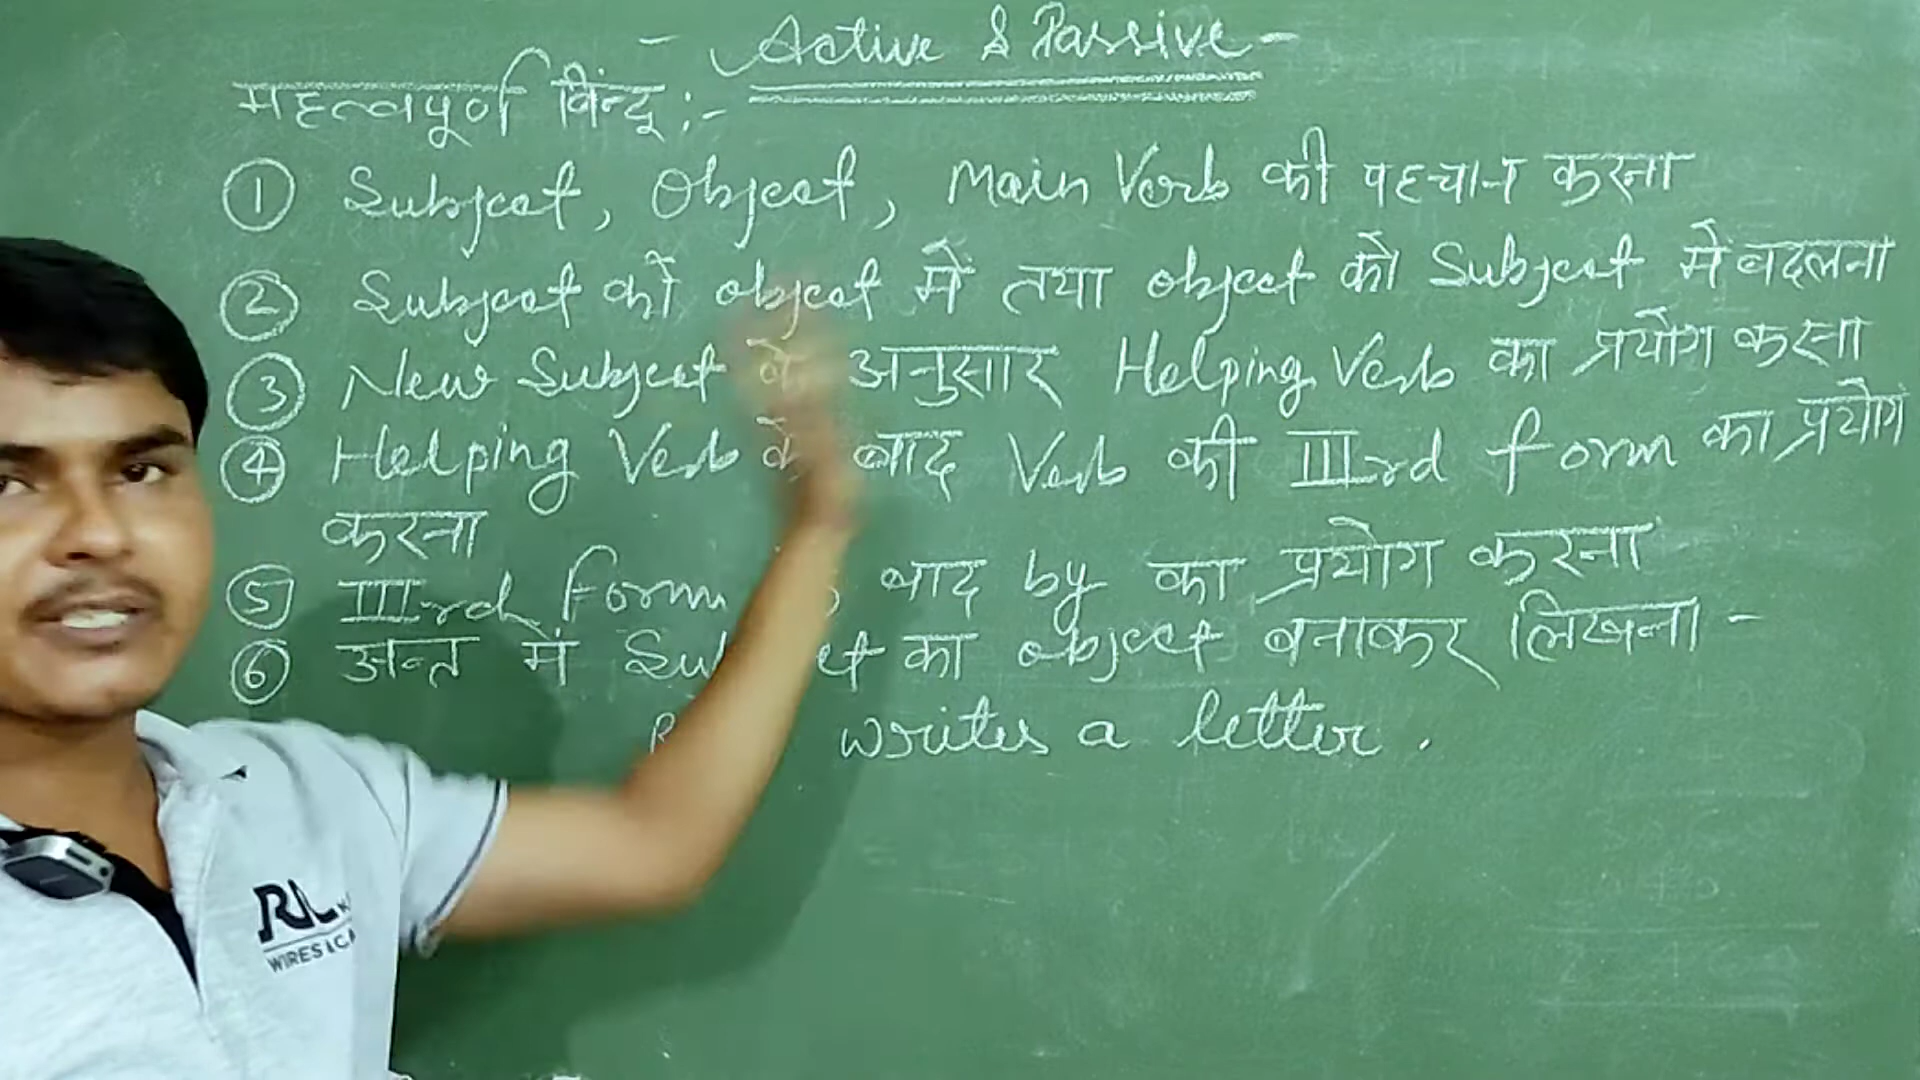 - Active & Passive -
महत्वपूर्ण बिन्दू :-
① Subject, Object, Main Verb की पहचान करना
② Subject को object में तथा object को Subject में बदलना
③ New Subject के अनुसार Helping Verb का प्रयोग करना
④ Helping Verb के बाद Verb की IIIrd form का प्रयोग
करना
⑤ IIIrd form बाद by का प्रयोग करना
⑥ अन्त में का object बनाकर लिखना -
writes a letter.
WIRES &